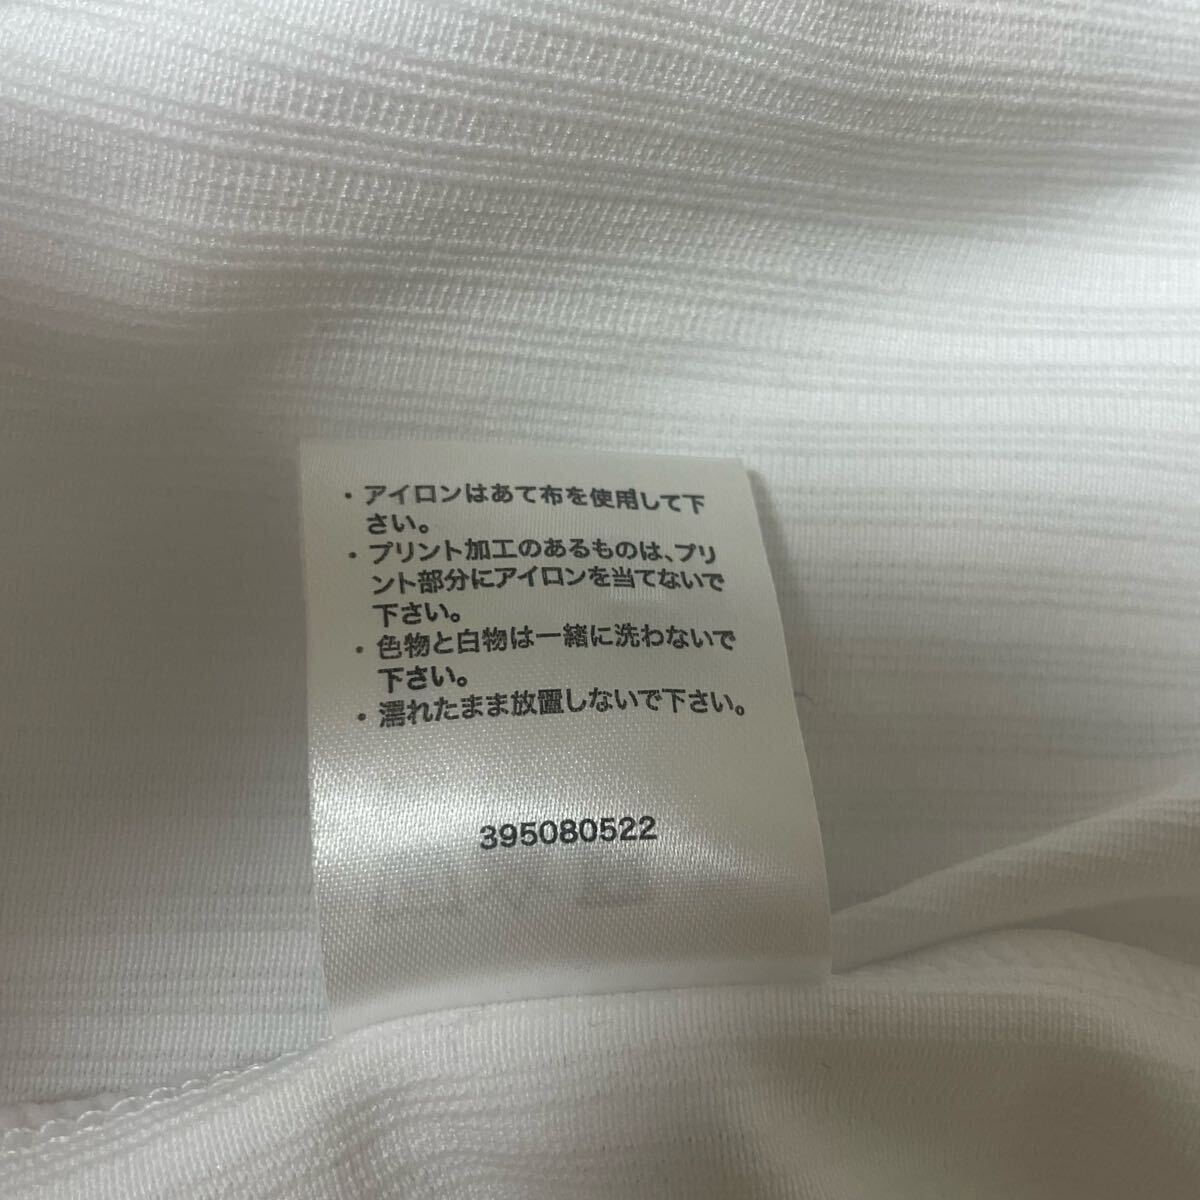 ・アイロンはあて布を使用して下
さい。
・プリント加工のあるものは、プリ
ント部分にアイロンを当てないで
下さい。
・色物と白物は一緒に洗わないで
下さい。
・濡れたまま放置しないで下さい。
395080522